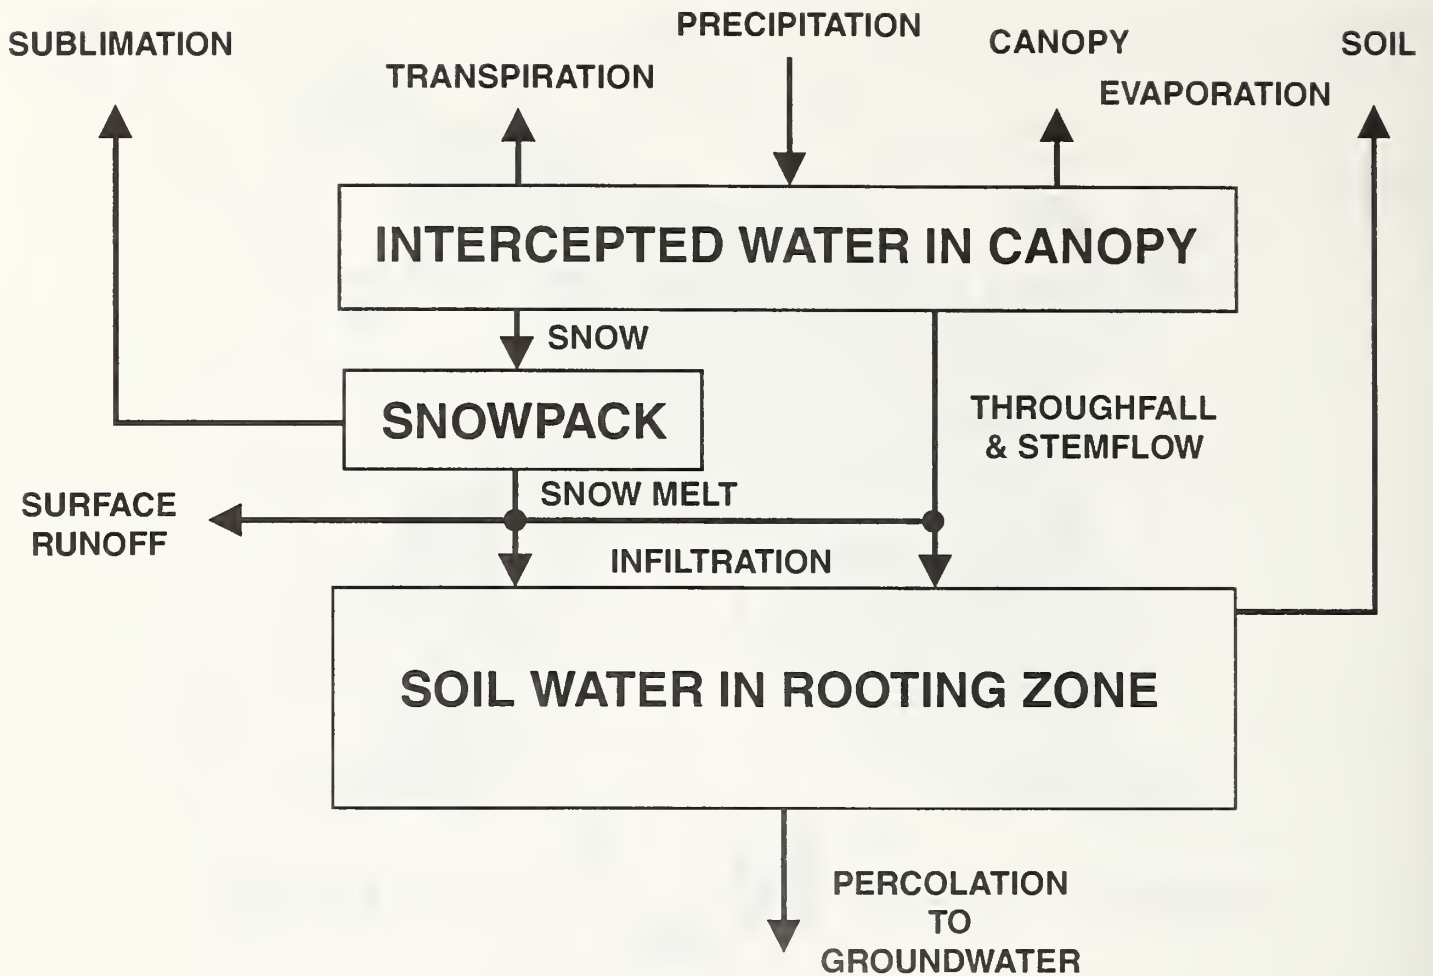 PRECIPITATION
SUBLIMATION
CANOPY
SOIL
TRANSPIRATION
EVAPORATION
INTERCEPTED WATER IN CANOPY
SNOW
SNOWPACK
THROUGHFALL
& STEMFLOW
SNOW MELT
SURFACE
RUNOFF
INFILTRATION
SOIL WATER IN ROOTING ZONE
PERCOLATION
TO
GROUNDWATER